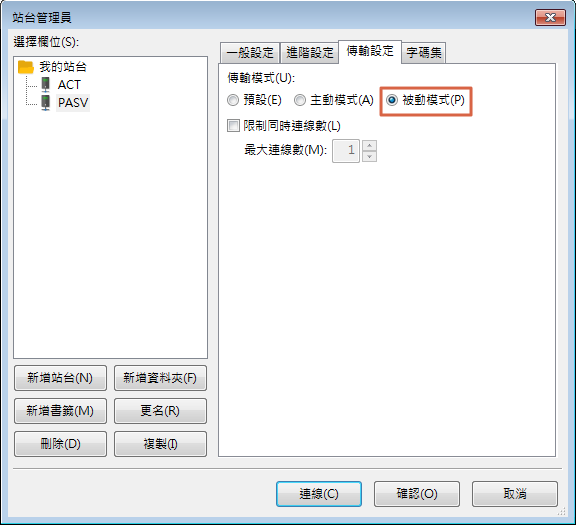 站台管理員
選擇欄位(S):
我的站台
ACT
PASV
新增站台(N)
新增資料夾(F)
新增書籤(M)
更名(R)
刪除(D)
複製(I)
一般設定
進階設定
傳輸設定
字碼集
傳輸模式(U):
預設(E)
主動模式(A)
被動模式(P)
限制同時連線數(L)
最大連線數(M):
1
連線(C)
確認(O)
取消